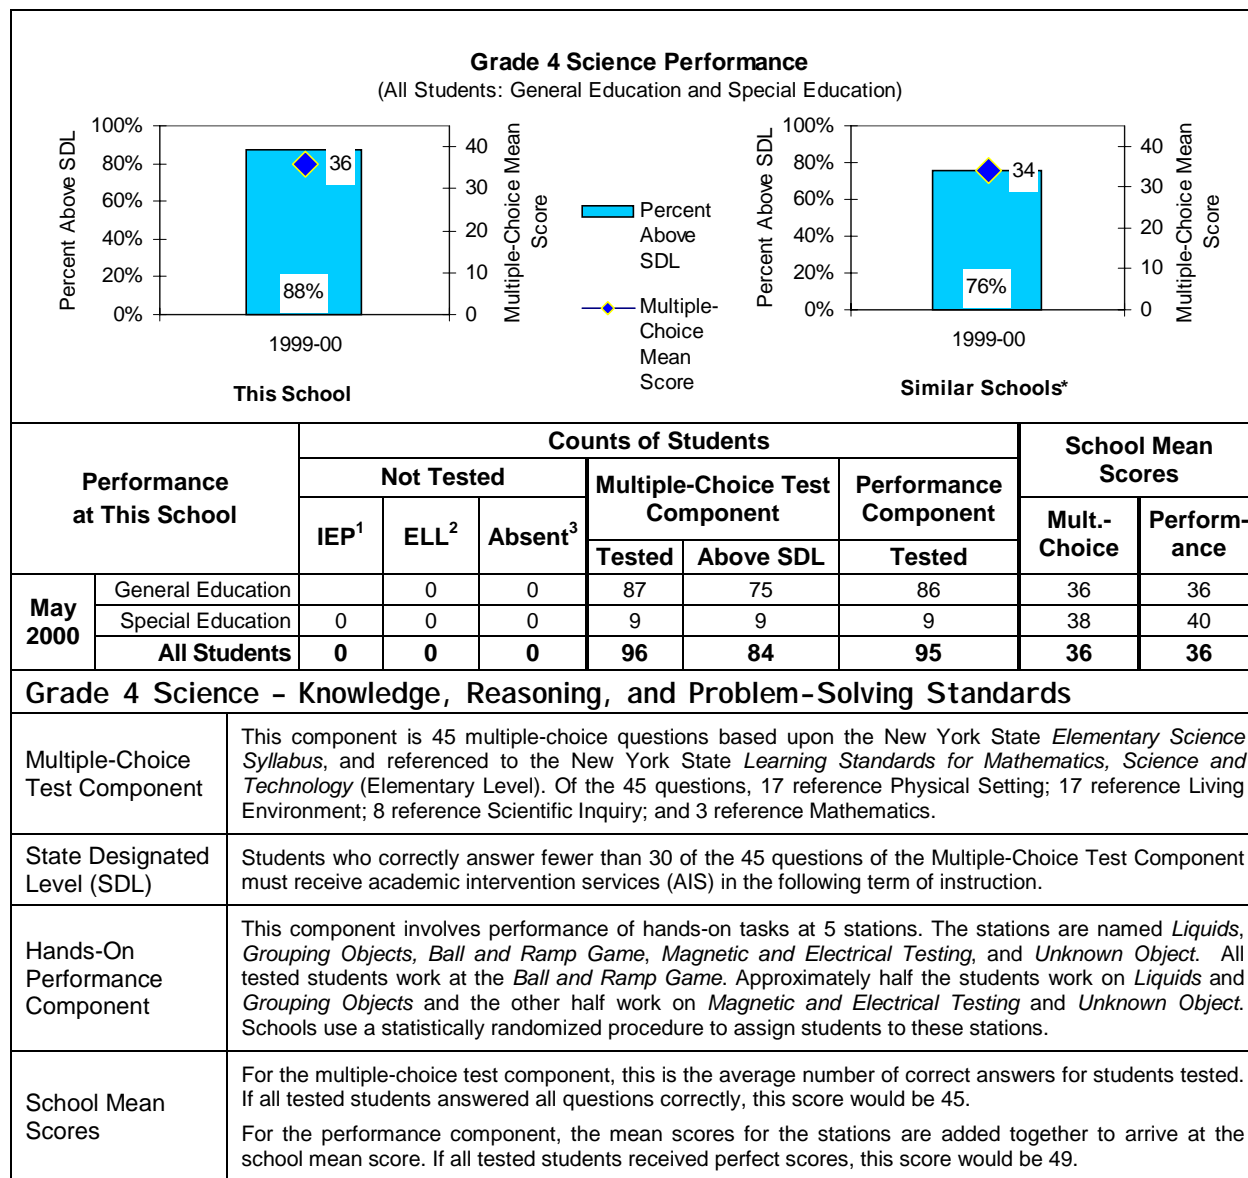 Grade 4 Science Performance
(All Students: General Education and Special Education)
Percent Above SDL
100%
80%
60%
40%
20%
0%
36
88%
40
30
20
10
0
Multiple-Choice Mean
Score
1999-00
This School
Percent
Above
SDL
Multiple-
Choice
Mean
Score
Percent Above SDL
100%
80%
60%
40%
20%
0%
34
76%
40
30
20
10
0
Multiple-Choice Mean
Score
1999-00
Similar Schools*
Performance
at This School
Counts of Students
School Mean
Scores
Not Tested
Multiple-Choice Test
Component
Performance
Component
IEP1 ELL2 Absent3
Mult.-
Choice
Perform-
ance
Tested Above SDL Tested
May
2000
General Education 0 0 87 75 86 36 36
Special Education 0 0 0 9 9 9 38 40
All Students 0 0 0 96 84 95 36 36
Grade 4 Science – Knowledge, Reasoning, and Problem-Solving Standards
Multiple-Choice
Test Component
This component is 45 multiple-choice questions based upon the New York State Elementary Science
Syllabus, and referenced to the New York State Learning Standards for Mathematics, Science and
Technology (Elementary Level). Of the 45 questions, 17 reference Physical Setting; 17 reference Living
Environment; 8 reference Scientific Inquiry; and 3 reference Mathematics.
State Designated
Level (SDL)
Students who correctly answer fewer than 30 of the 45 questions of the Multiple-Choice Test Component
must receive academic intervention services (AIS) in the following term of instruction.
Hands-On
Performance
Component
This component involves performance of hands-on tasks at 5 stations. The stations are named Liquids,
Grouping Objects, Ball and Ramp Game, Magnetic and Electrical Testing, and Unknown Object. All
tested students work at the Ball and Ramp Game. Approximately half the students work on Liquids and
Grouping Objects and the other half work on Magnetic and Electrical Testing and Unknown Object.
Schools use a statistically randomized procedure to assign students to these stations.
School Mean
Scores
For the multiple-choice test component, this is the average number of correct answers for students tested.
If all tested students answered all questions correctly, this score would be 45.
For the performance component, the mean scores for the stations are added together to arrive at the
school mean score. If all tested students received perfect scores, this score would be 49.